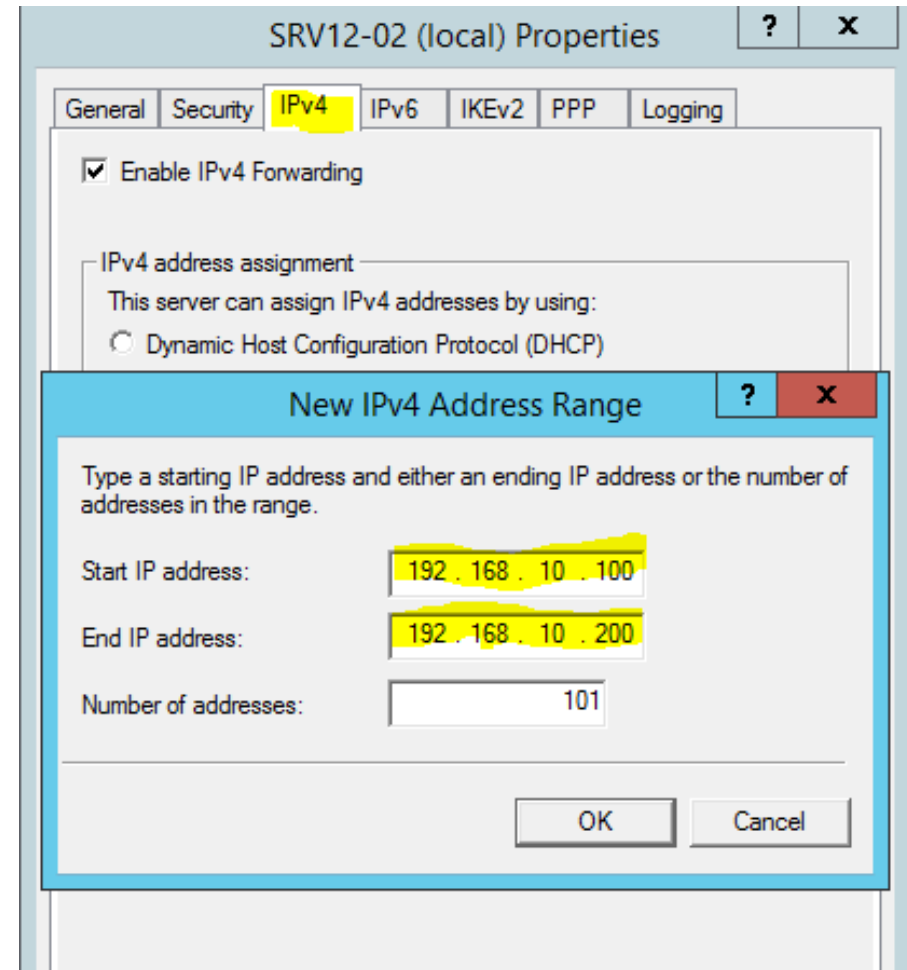 SRV12-02 (local) Properties
? x
General Security IPv4 IPv6 IKEv2 PPP Logging
Enable IPv4 Forwarding
IPv4 address assignment
This server can assign IPv4 addresses by using:
Dynamic Host Configuration Protocol (DHCP)
New IPv4 Address Range
? x
Type a starting IP address and either an ending IP address or the number of
addresses in the range.
Start IP address: 192 . 168 . 10 . 100
End IP address: 192 . 168 . 10 . 200
Number of addresses: 101
OK Cancel